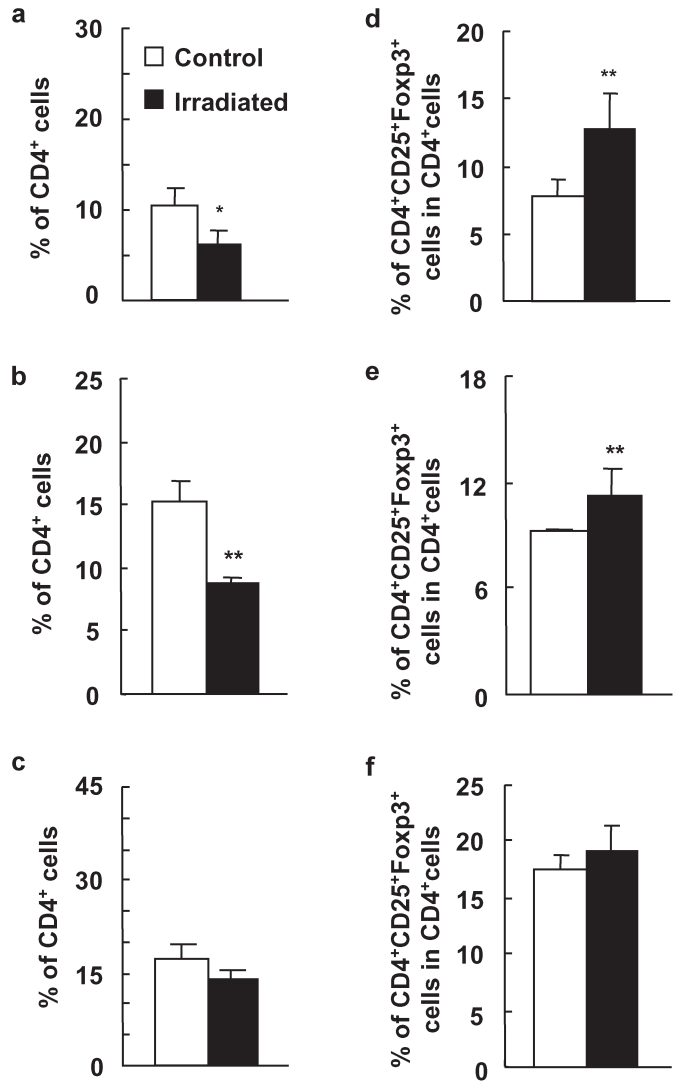 a
30
20
10
0
% of CD4⁺ cells
Control
Irradiated
*
d
20
15
10
5
0
% of CD4⁺CD25⁺Foxp3⁺
cells in CD4⁺cells
**
b
25
20
15
10
5
0
% of CD4⁺ cells
**
e
18
12
6
0
% of CD4⁺CD25⁺Foxp3⁺
cells in CD4⁺cells
**
c
45
30
15
0
% of CD4⁺ cells
f
25
20
15
10
5
0
% of CD4⁺CD25⁺Foxp3⁺
cells in CD4⁺cells